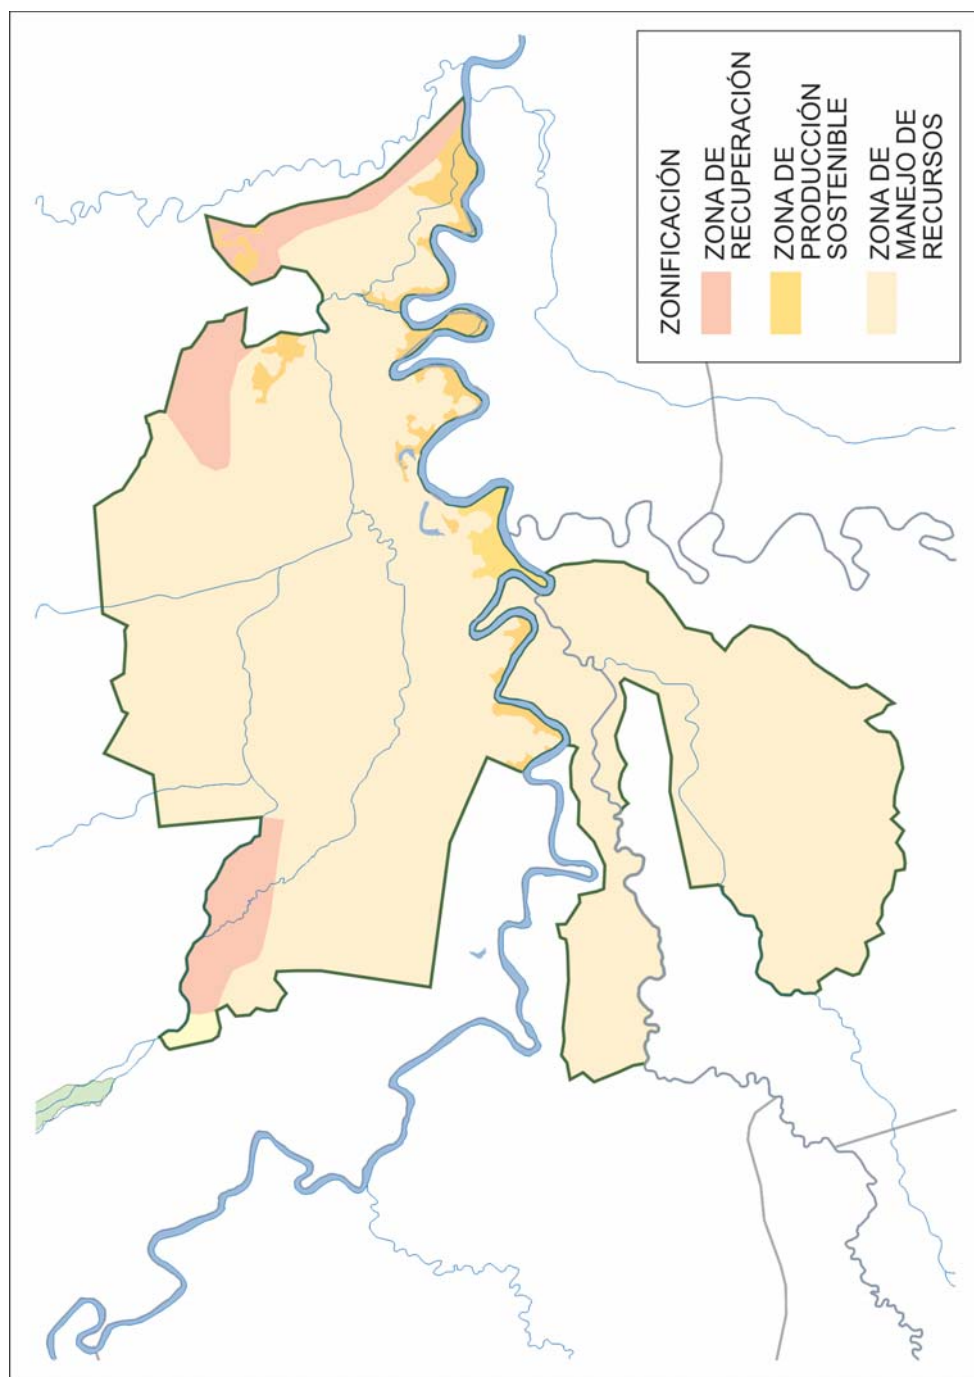 ZONIFICACIÓN
ZONA DE
RECUPERACIÓN
ZONA DE
PRODUCCIÓN
SOSTENIBLE
ZONA DE
MANEJO DE
RECURSOS